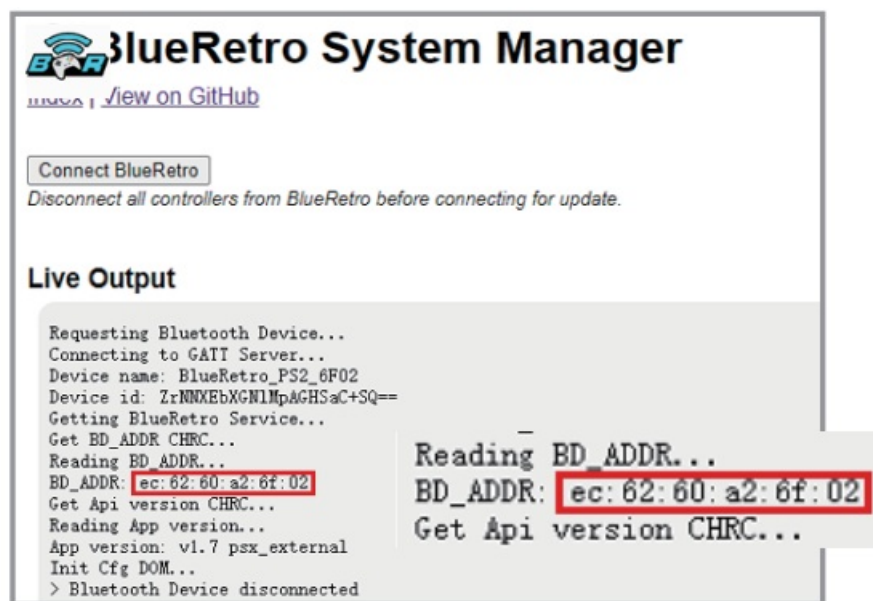 BR BlueRetro System Manager
Index | View on GitHub
Connect BlueRetro
Disconnect all controllers from BlueRetro before connecting for update.
Live Output
Requesting Bluetooth Device...
Connecting to GATT Server...
Device name: BlueRetro_PS2_6F02
Device id: ZrNNXEbXGNlMpAGHSaC+SQ==
Getting BlueRetro Service...
Get BD_ADDR CHRC...
Reading BD_ADDR...
BD_ADDR: ec:62:60:a2:6f:02
Get Api version CHRC...
Reading App version...
App version: v1.7 psx_external
Init Cfg DOM...
> Bluetooth Device disconnected
Reading BD_ADDR...
BD_ADDR: ec:62:60:a2:6f:02
Get Api version CHRC...